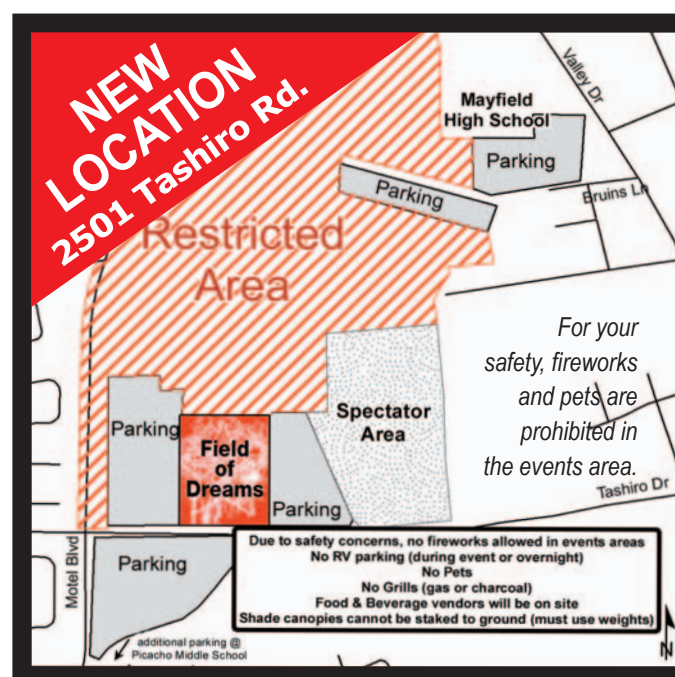 NEW
LOCATION
2501 Tashiro Rd.
Valley Dr
Mayfield
High School
Parking
Parking
Bruins Ln
Restricted
Area
For your
safety, fireworks
and pets are
prohibited in
the events area.
Spectator
Area
Parking
Field
of
Dreams
Parking
Tashiro Dr
Motel Blvd
Parking
Due to safety concerns, no fireworks allowed in events areas
No RV parking (during event or overnight)
No Pets
No Grills (gas or charcoal)
Food & Beverage vendors will be on site
Shade canopies cannot be staked to ground (must use weights)
additional parking @
Picacho Middle School
N